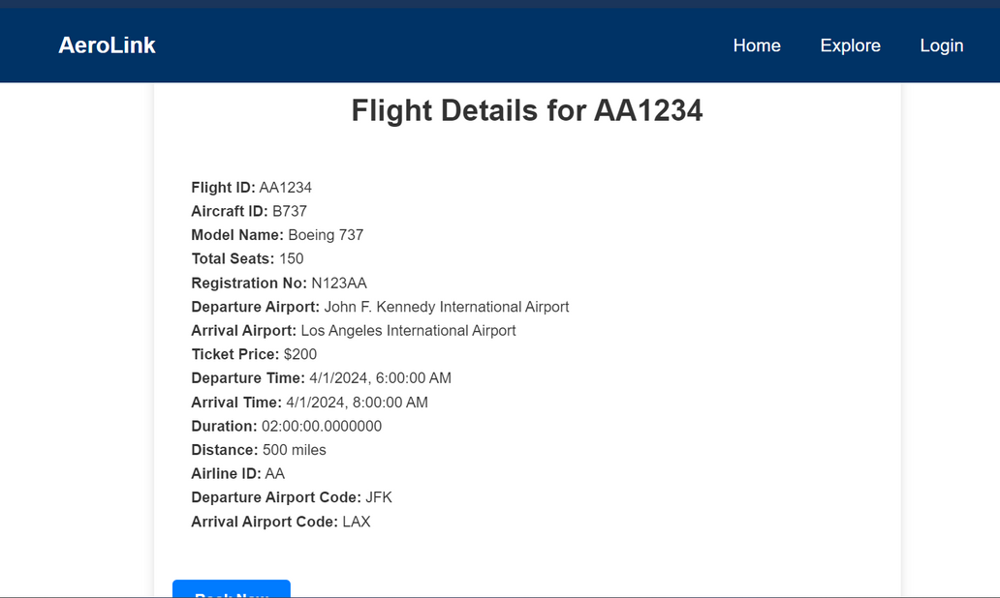 AeroLink
Home Explore Login
Flight Details for AA1234
Flight ID: AA1234
Aircraft ID: B737
Model Name: Boeing 737
Total Seats: 150
Registration No: N123AA
Departure Airport: John F. Kennedy International Airport
Arrival Airport: Los Angeles International Airport
Ticket Price: $200
Departure Time: 4/1/2024, 6:00:00 AM
Arrival Time: 4/1/2024, 8:00:00 AM
Duration: 02:00:00.0000000
Distance: 500 miles
Airline ID: AA
Departure Airport Code: JFK
Arrival Airport Code: LAX
Book Now